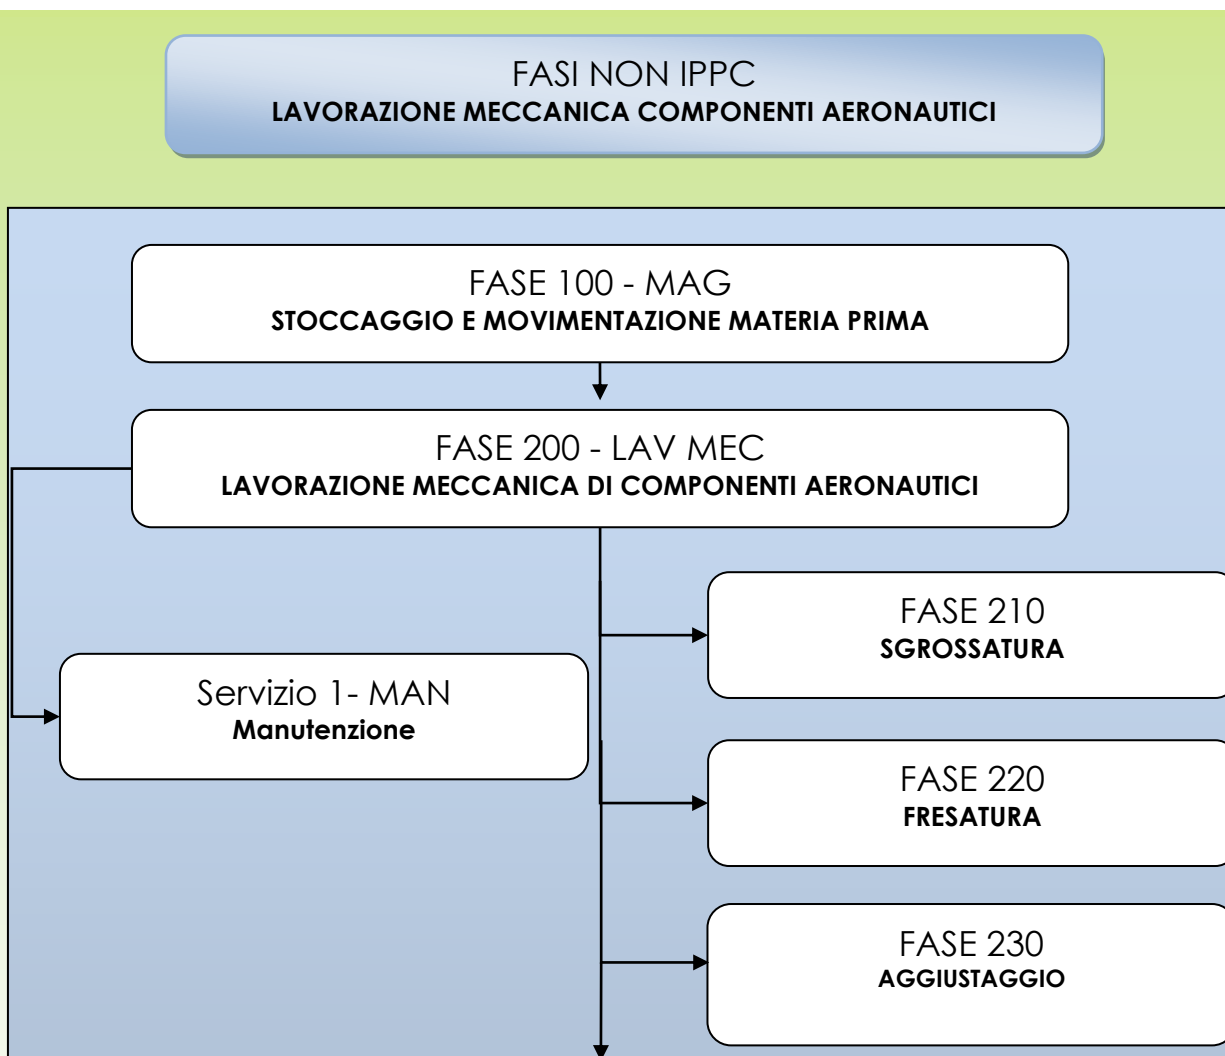 FASI NON IPPC
LAVORAZIONE MECCANICA COMPONENTI AERONAUTICI
FASE 100 - MAG
STOCCAGGIO E MOVIMENTAZIONE MATERIA PRIMA
FASE 200 - LAV MEC
LAVORAZIONE MECCANICA DI COMPONENTI AERONAUTICI
FASE 210
SGROSSATURA
Servizio 1- MAN
Manutenzione
FASE 220
FRESATURA
FASE 230
AGGIUSTAGGIO